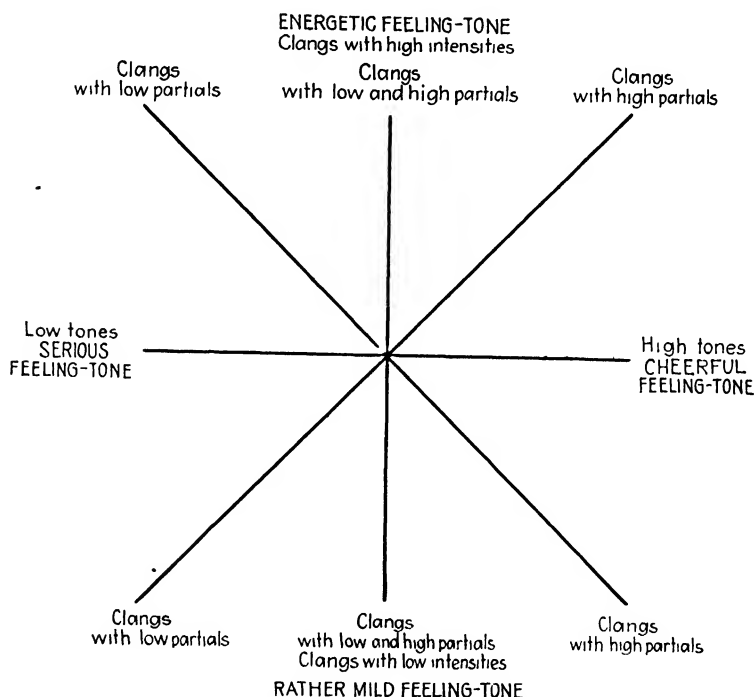 ENERGETIC FEELING-TONE
Clangs with high intensities
Clangs
with low partials
Clangs
with low and high partials
Clangs
with high partials
Low tones
SERIOUS
FEELING-TONE
High tones
CHEERFUL
FEELING-TONE
Clangs
with low partials
Clangs
with low and high partials
Clangs with low intensities
Clangs
with high partials
RATHER MILD FEELING-TONE